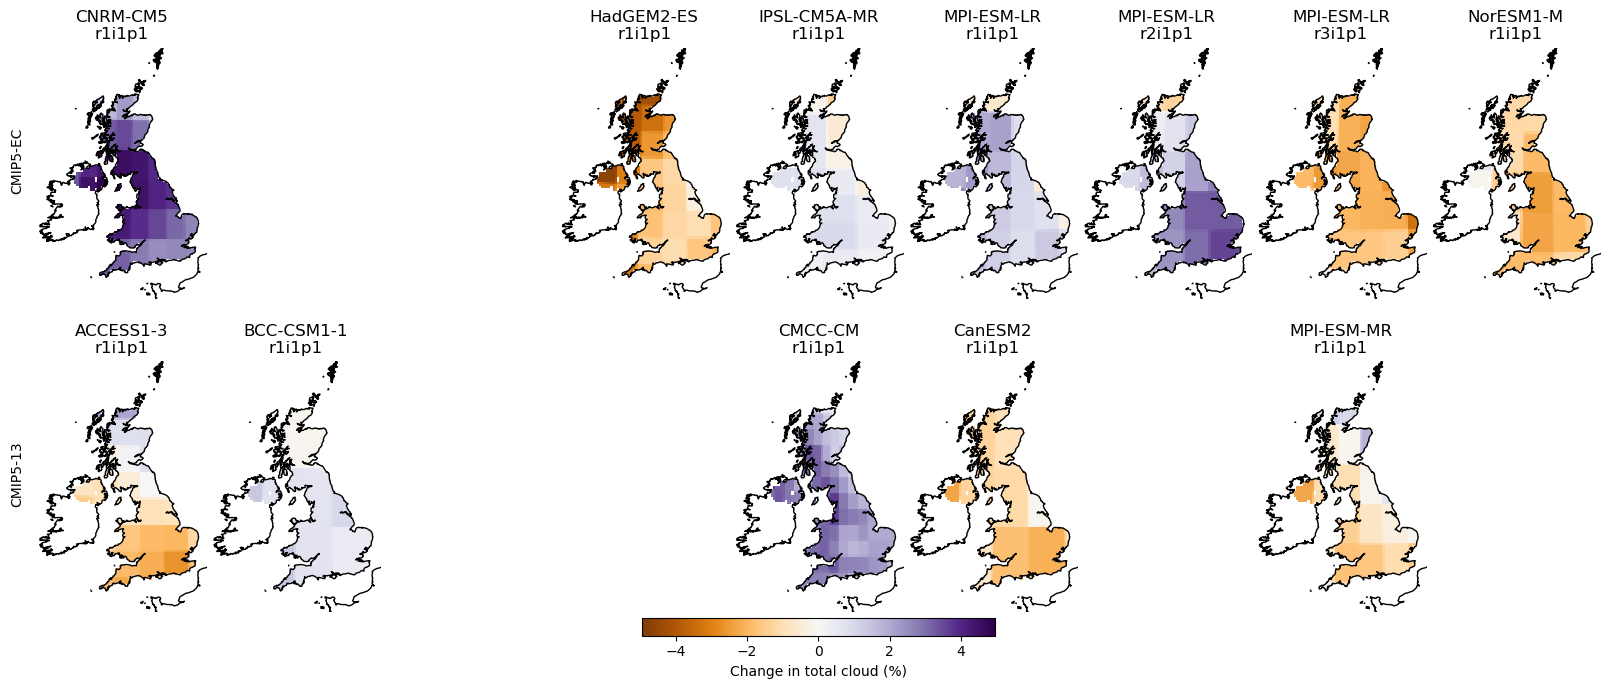 CNRM-CM5
r1i1p1
HadGEM2-ES
r1i1p1
IPSL-CM5A-MR
r1i1p1
MPI-ESM-LR
r1i1p1
MPI-ESM-LR
r2i1p1
MPI-ESM-LR
r3i1p1
NorESM1-M
r1i1p1
CMIP5-EC
ACCESS1-3
r1i1p1
BCC-CSM1-1
r1i1p1
CMCC-CM
r1i1p1
CanESM2
r1i1p1
MPI-ESM-MR
r1i1p1
CMIP5-13
−4 −2 0 2 4
Change in total cloud (%)